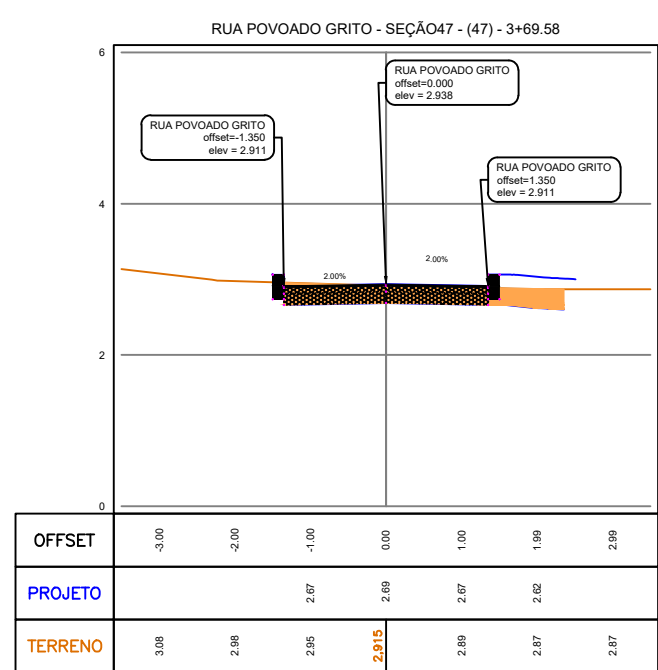 RUA POVOADO GRITO - SEÇÃO47 - (47) - 3+69.58
6
RUA POVOADO GRITO
offset=0.000
elev = 2.938
RUA POVOADO GRITO
offset=-1.350
elev = 2.911
RUA POVOADO GRITO
offset=1.350
elev = 2.911
4
2.00%
2.00%
2
0
OFFSET -3.00 -2.00 -1.00 0.00 1.00 1.99 2.99
PROJETO 2.67 2.69 2.67 2.62
TERRENO 3.08 2.98 2.95 2,915 2.89 2.87 2.87